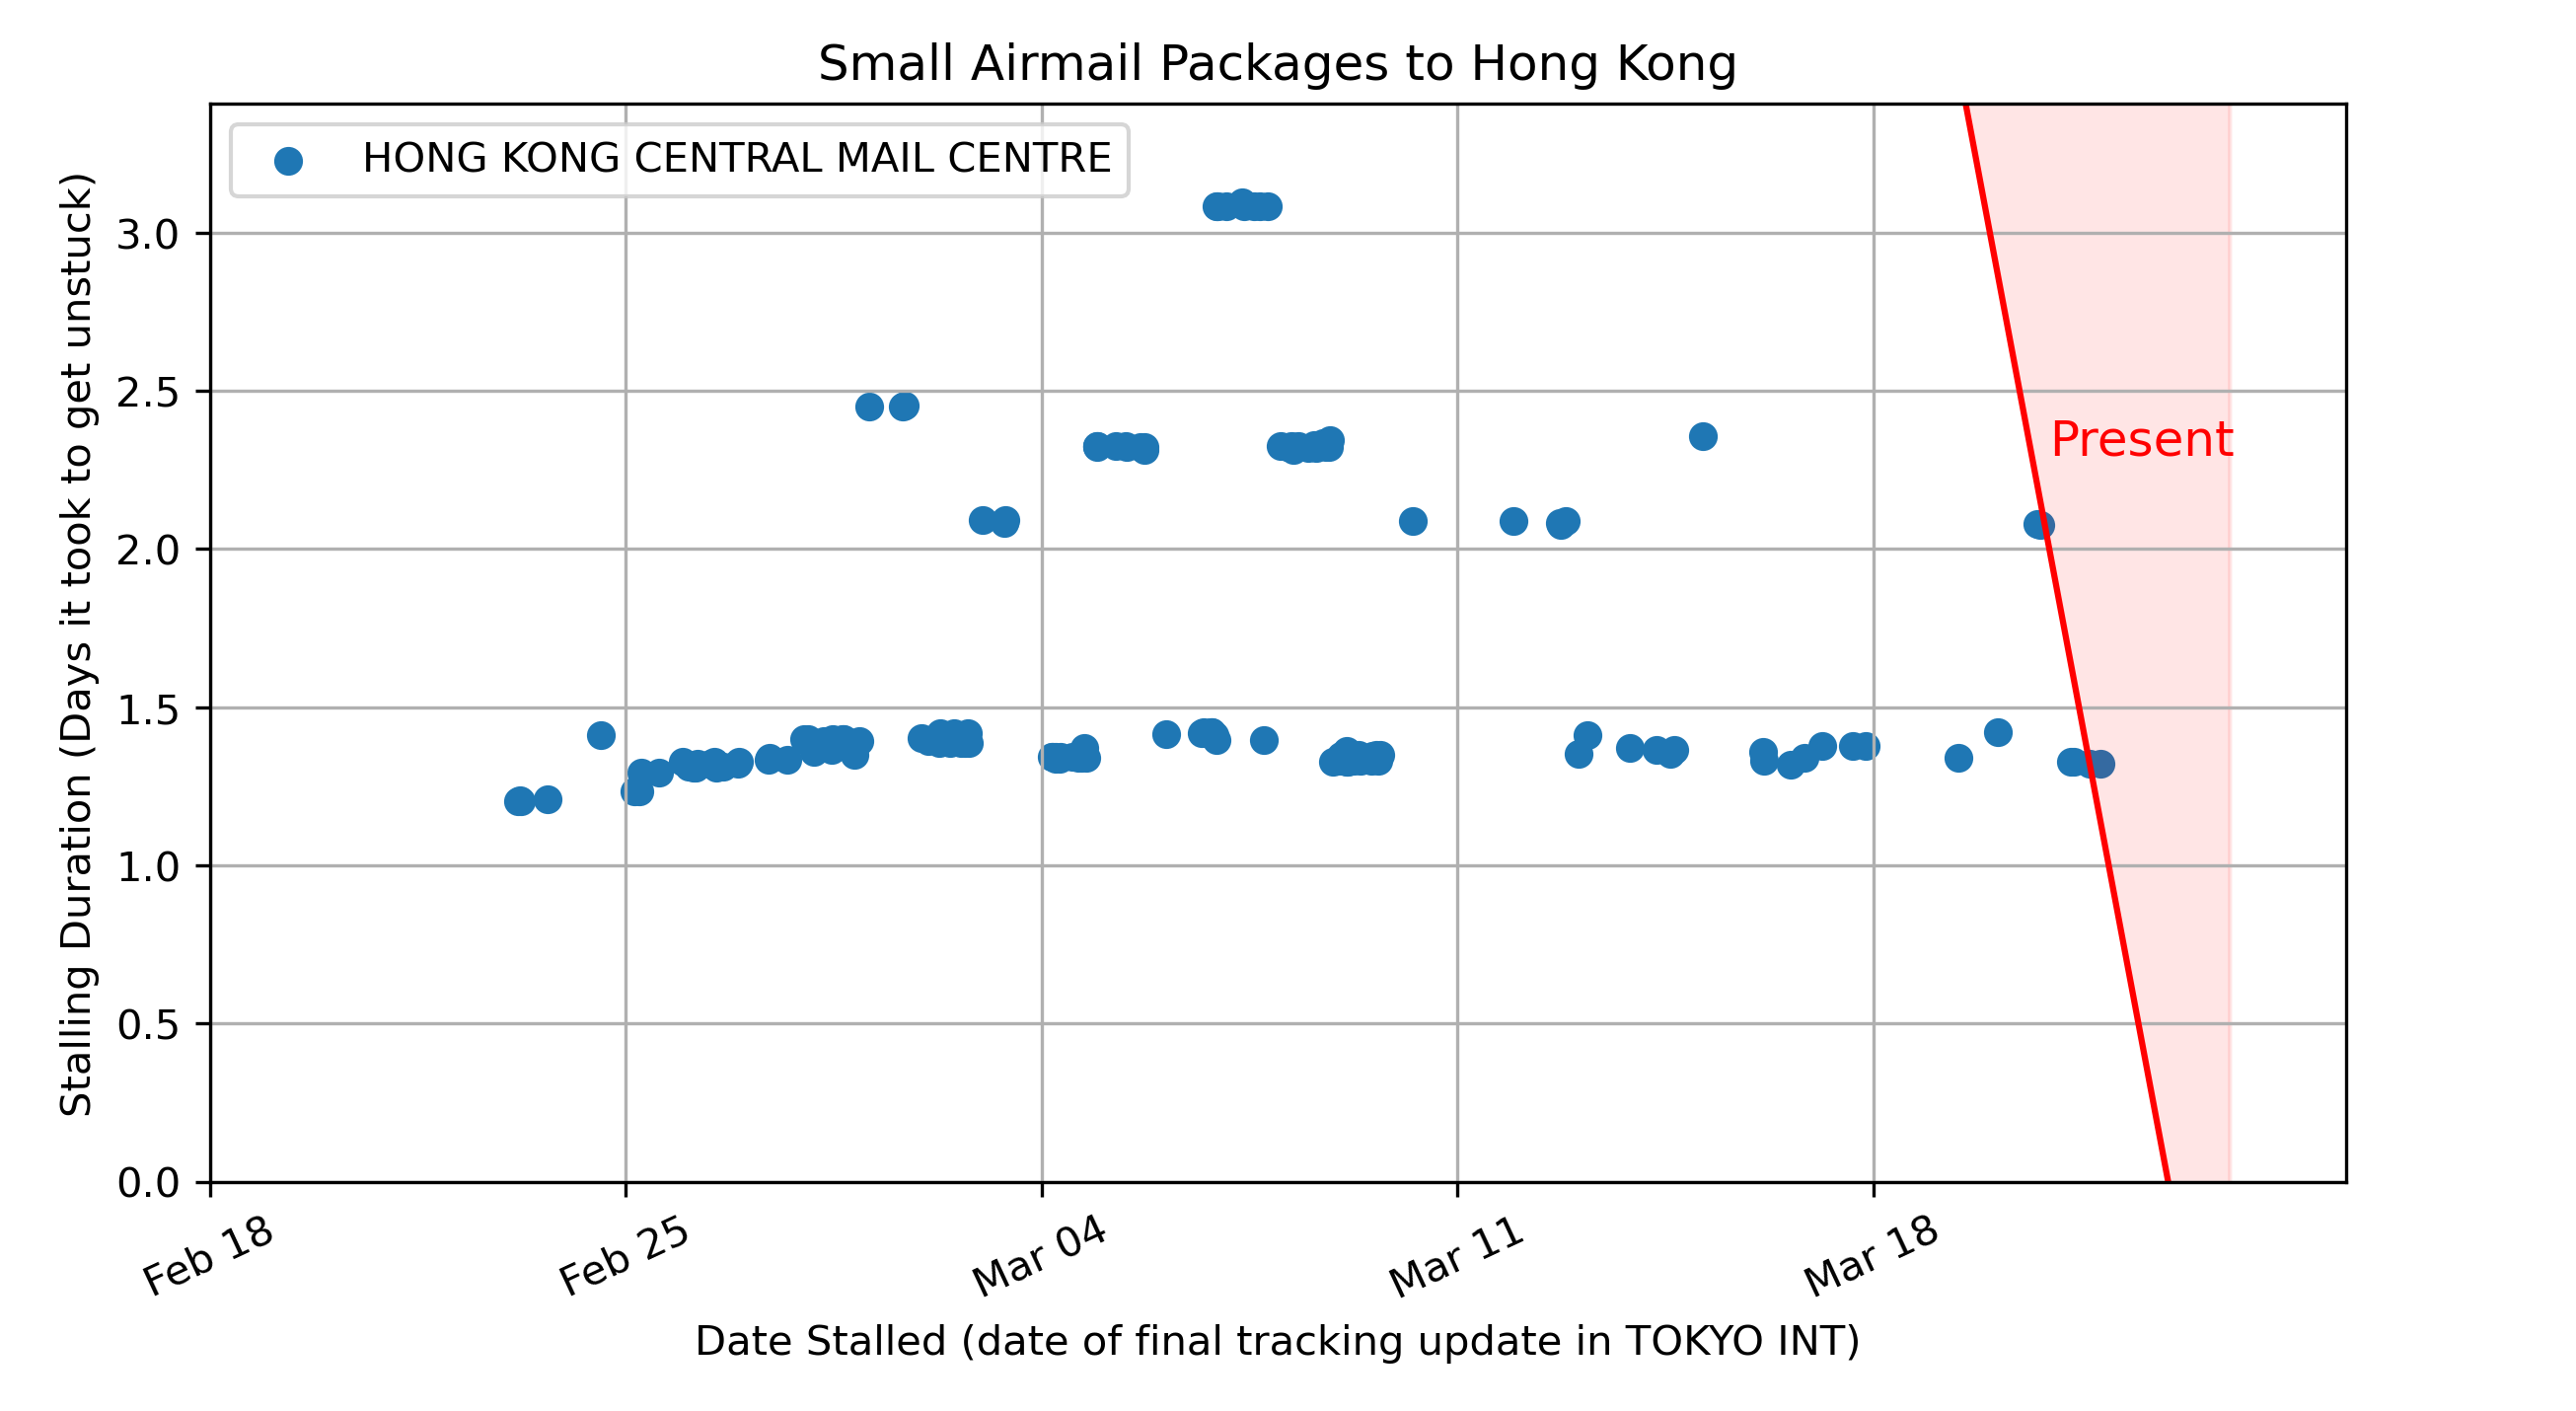 Small Airmail Packages to Hong Kong
HONG KONG CENTRAL MAIL CENTRE
Stalling Duration (Days it took to get unstuck)
3.0
2.5
2.0
1.5
1.0
0.5
0.0
Present
Feb 18
Feb 25
Mar 04
Mar 11
Mar 18
Date Stalled (date of final tracking update in TOKYO INT)